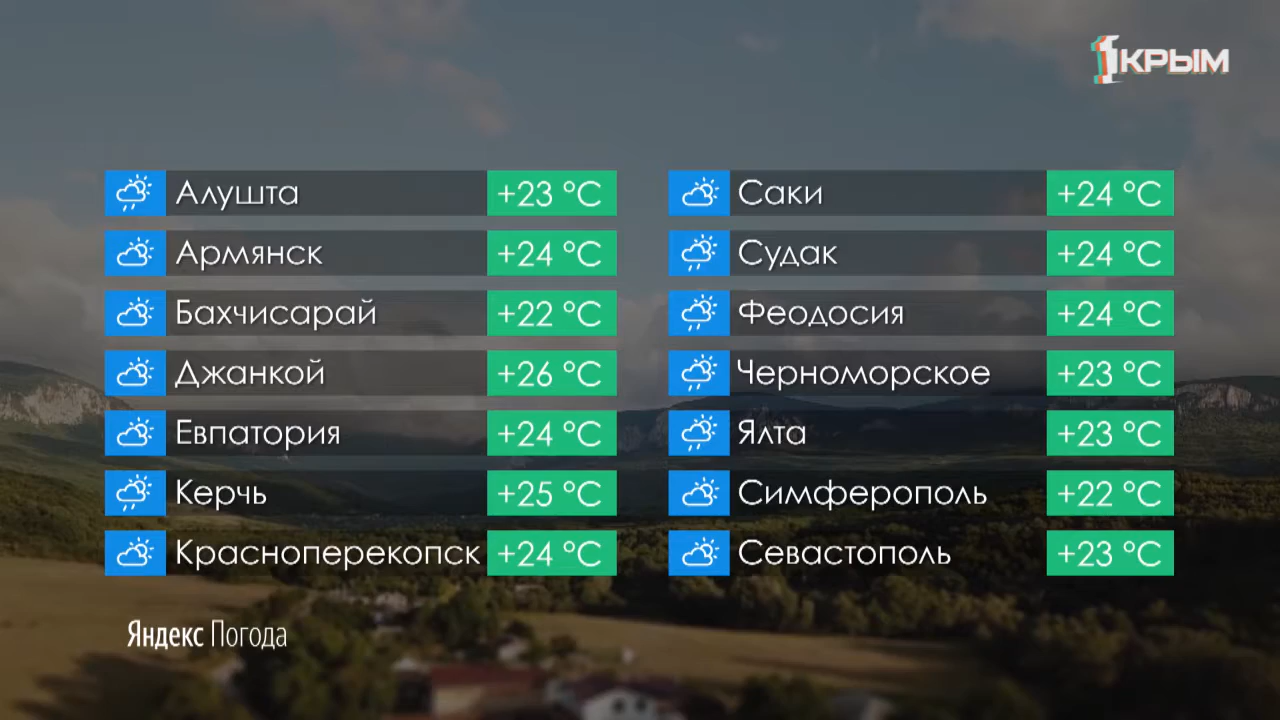 1КРЫМ
Алушта +23 °C
Армянск +24 °C
Бахчисарай +22 °C
Джанкой +26 °C
Евпатория +24 °C
Керчь +25 °C
Красноперекопск +24 °C
Саки +24 °C
Судак +24 °C
Феодосия +24 °C
Черноморское +23 °C
Ялта +23 °C
Симферополь +22 °C
Севастополь +23 °C
Яндекс Погода